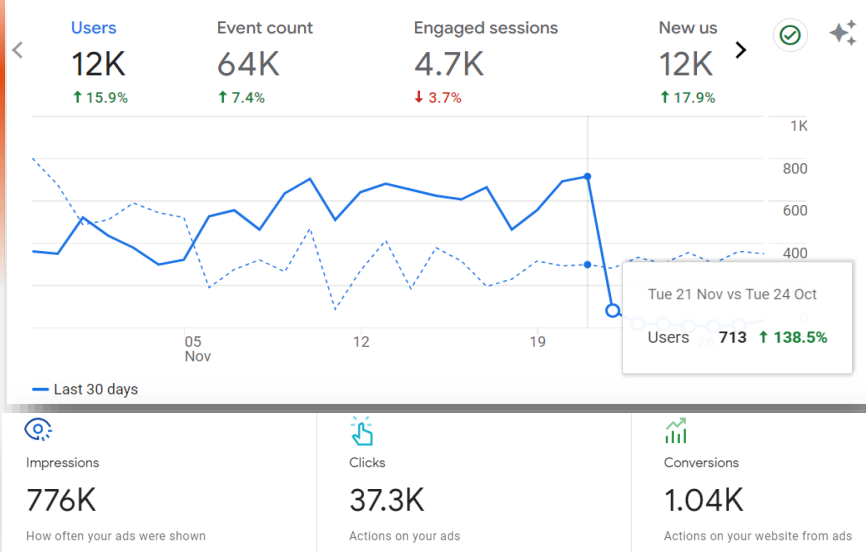 Users Event count Engaged sessions New us
12K 64K 4.7K 12K
15.9% 7.4% 3.7% 17.9%
1K
800
600
400
Tue 21 Nov vs Tue 24 Oct
Users 713 138.5%
05 12 19
Nov
Last 30 days
Impressions Clicks Conversions
776K 37.3K 1.04K
How often your ads were shown Actions on your ads Actions on your website from ads